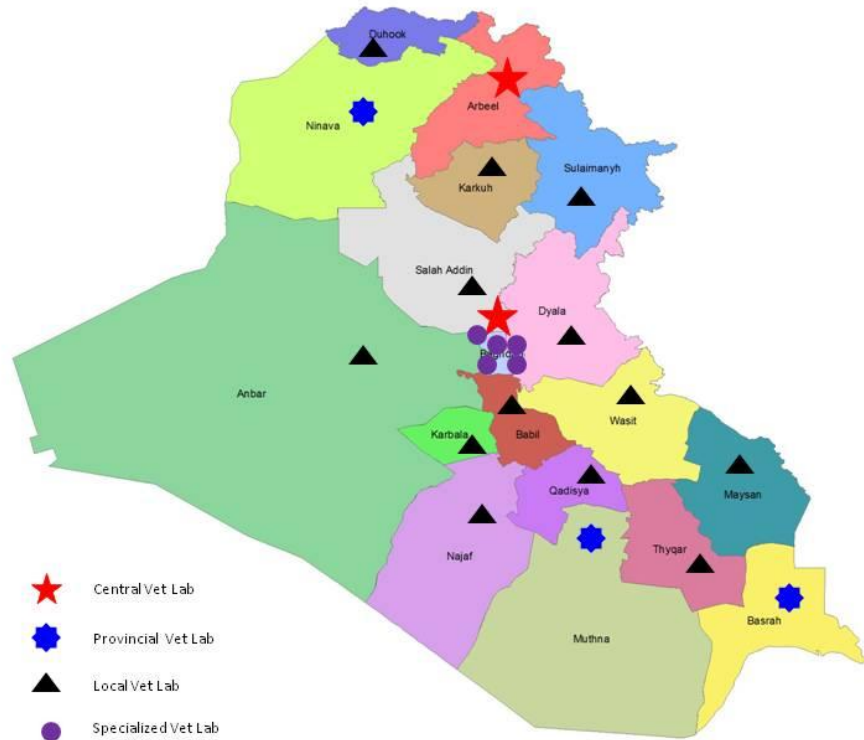 Duhook
Arbeel
Ninava
Sulaimanyh
Karkuh
Salah Addin
Dyala
Anbar
Wasit
Karbala
Babil
Qadisya
Maysan
Najaf
Thyqar
Basrah
Muthna
Central Vet Lab
Provincial Vet Lab
Local Vet Lab
Specialized Vet Lab